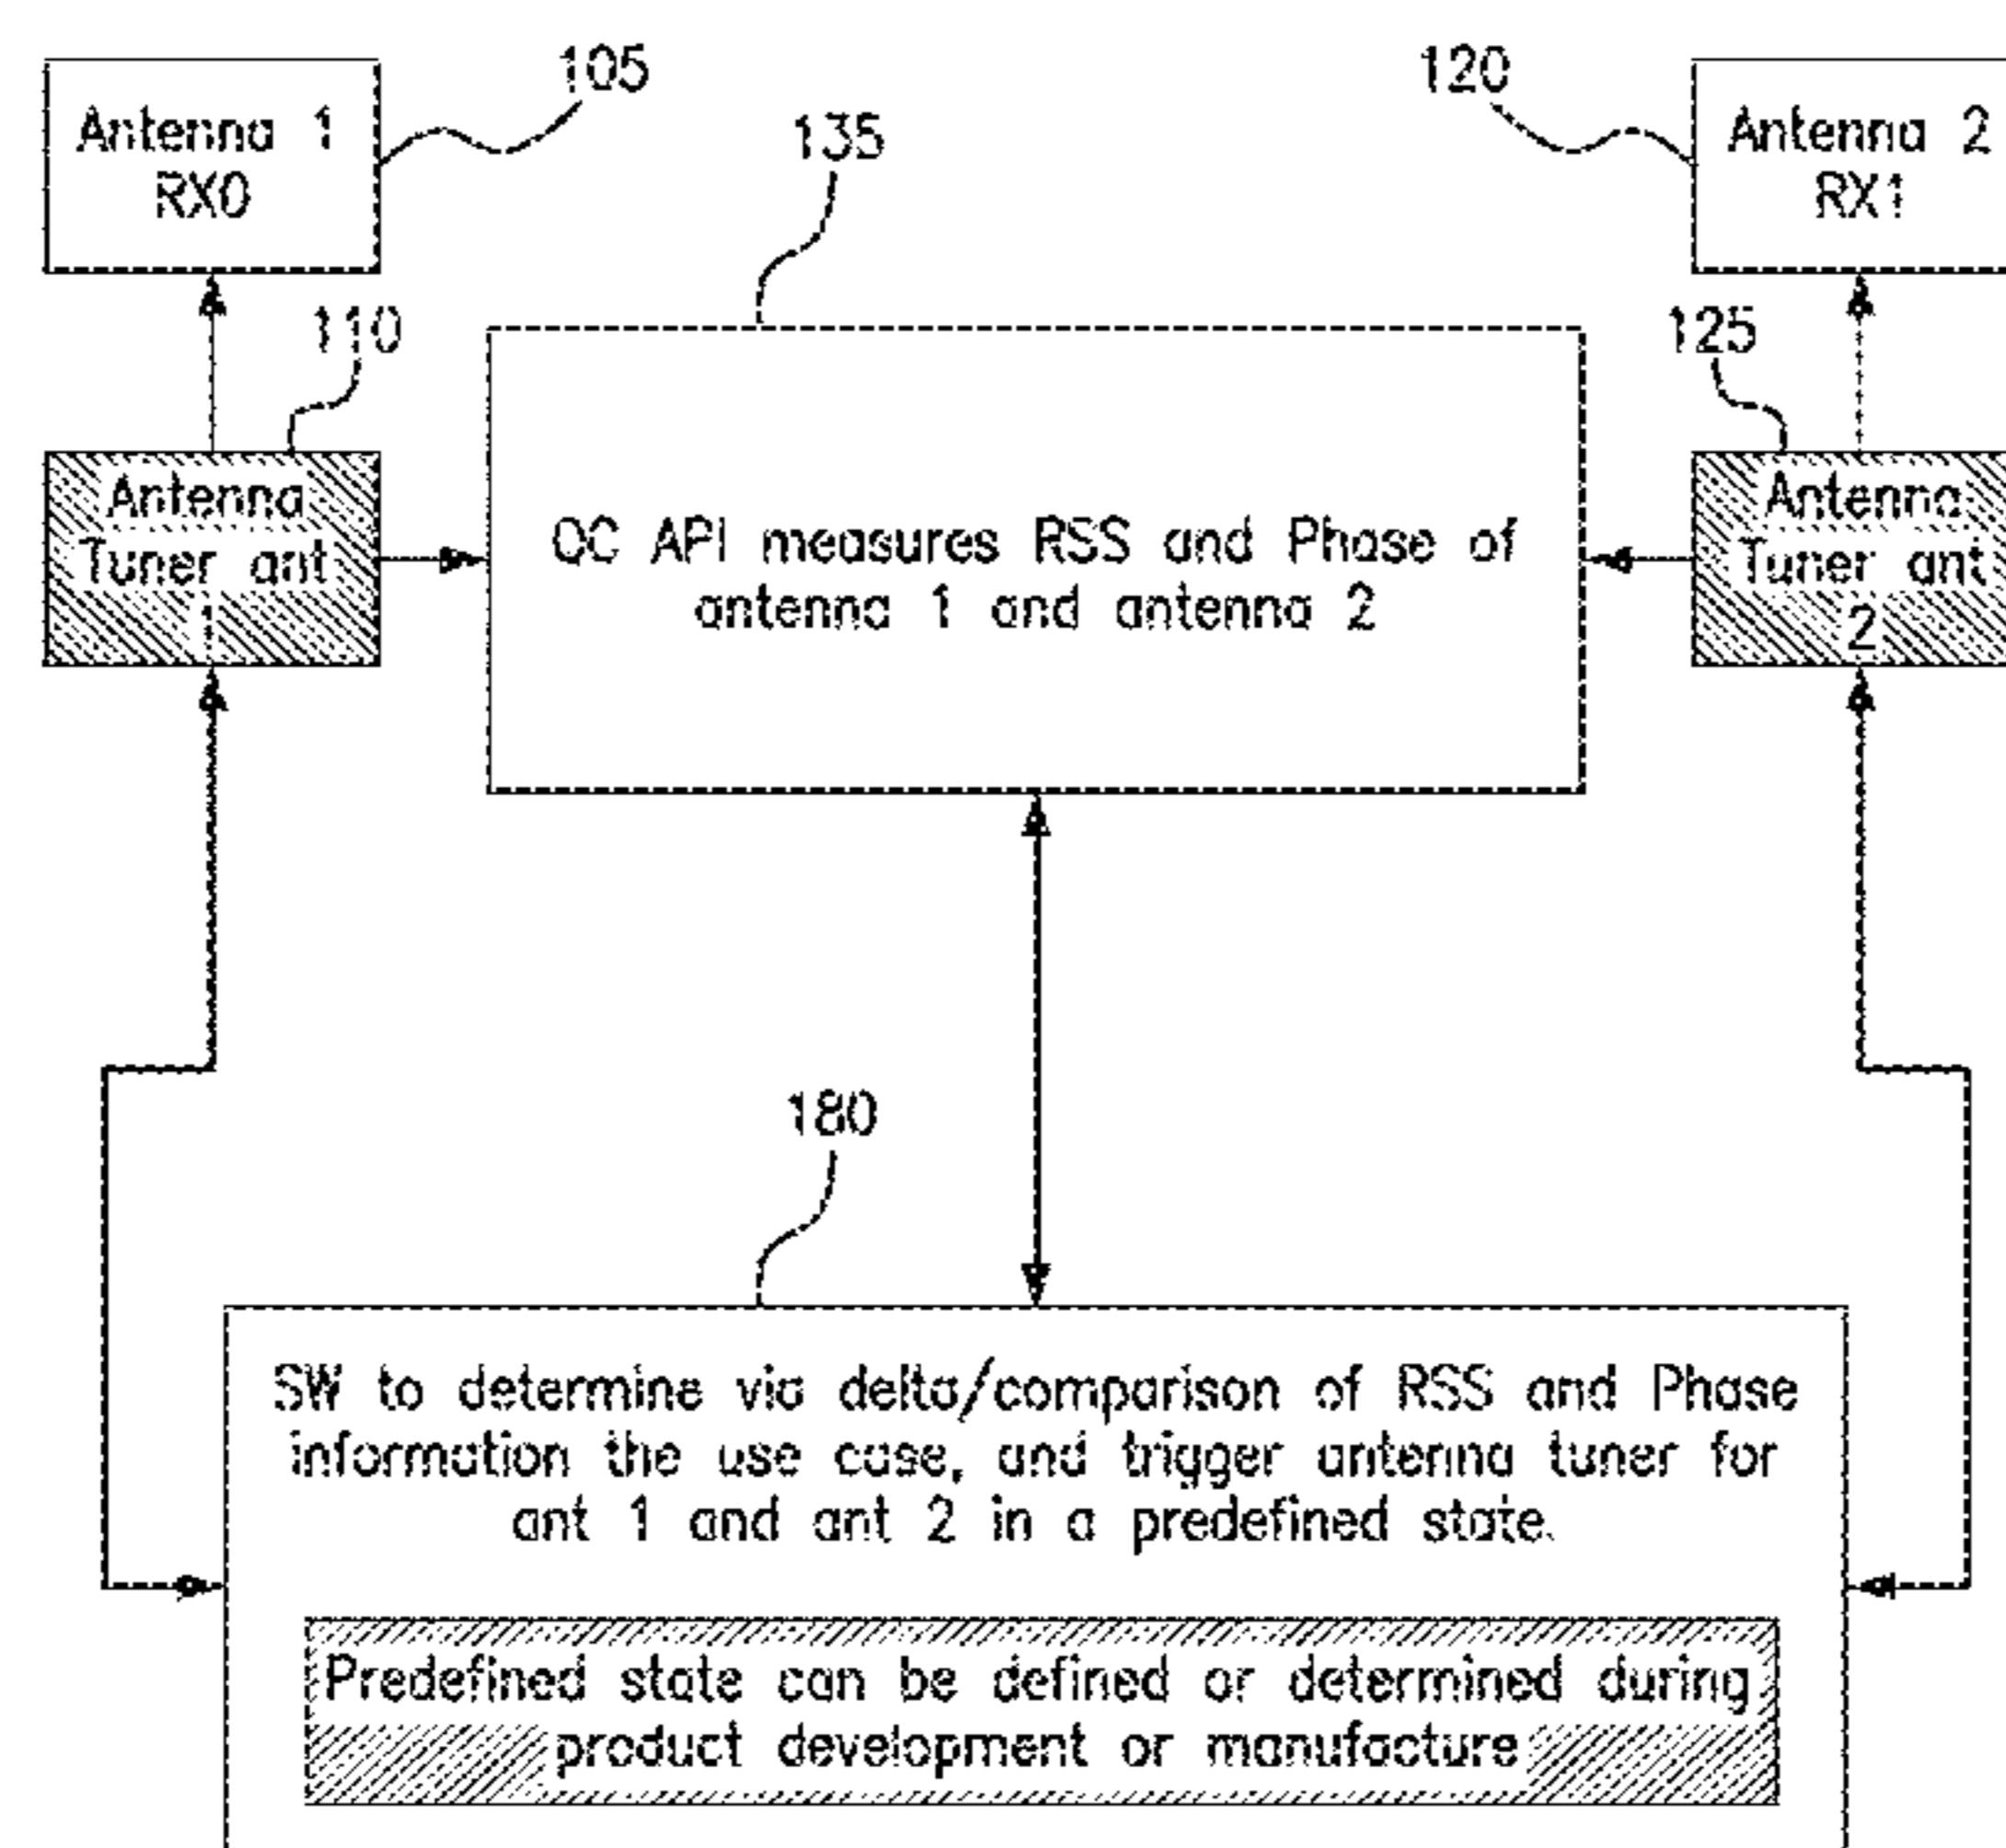 105
120
Antenna 1
RX0
135
Antenna 2
RX1
110
125
Antenna
Tuner ant
1
QC API measures RSS and Phase of
antenna 1 and antenna 2
Antenna
Tuner ant
2
180
SW to determine via delta/comparison of RSS and Phase
information the use case, and trigger antenna tuner for
ant 1 and ant 2 in a predefined state.
Predefined state can be defined or determined during
product development or manufacture